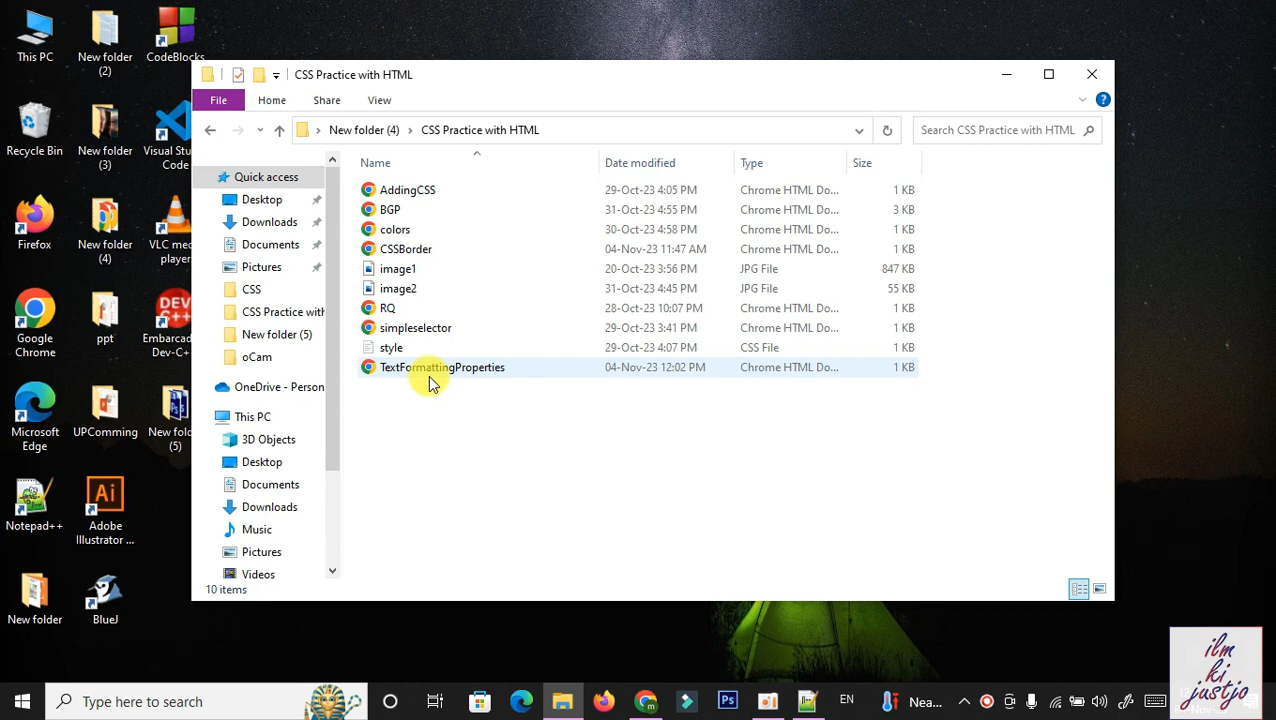 This PC
New folder (2)
CodeBlocks
Recycle Bin
New folder (3)
Visual Stu
Code
Firefox
New folder (4)
VLC me
player
Google Chrome
ppt
Embarcad
Dev-C+
Microsoft Edge
UPComming
New fol
(5)
Notepad++
Adobe Illustrator ...
New folder
BlueJ
CSS Practice with HTML
File Home Share View
New folder (4) CSS Practice with HTML
Search CSS Practice with HTML
Quick access
Desktop
Downloads
Documents
Pictures
CSS
CSS Practice with
New folder (5)
oCam
OneDrive - Person
This PC
3D Objects
Desktop
Documents
Downloads
Music
Pictures
Videos
Name Date modified Type Size
AddingCSS 29-Oct-23 4:05 PM Chrome HTML Do... 1 KB
BGP 31-Oct-23 4:55 PM Chrome HTML Do... 3 KB
colors 30-Oct-23 4:58 PM Chrome HTML Do... 1 KB
CSSBorder 04-Nov-23 11:47 AM Chrome HTML Do... 1 KB
image1 20-Oct-23 3:56 PM JPG File 847 KB
image2 31-Oct-23 4:45 PM JPG File 55 KB
RQ 28-Oct-23 10:07 PM Chrome HTML Do... 1 KB
simpleselector 29-Oct-23 3:41 PM Chrome HTML Do... 1 KB
style 29-Oct-23 4:07 PM CSS File 1 KB
TextFormattingProperties 04-Nov-23 12:02 PM Chrome HTML Do... 1 KB
10 items
Type here to search
Ps
EN
Nea...
ilm
ki
justjo